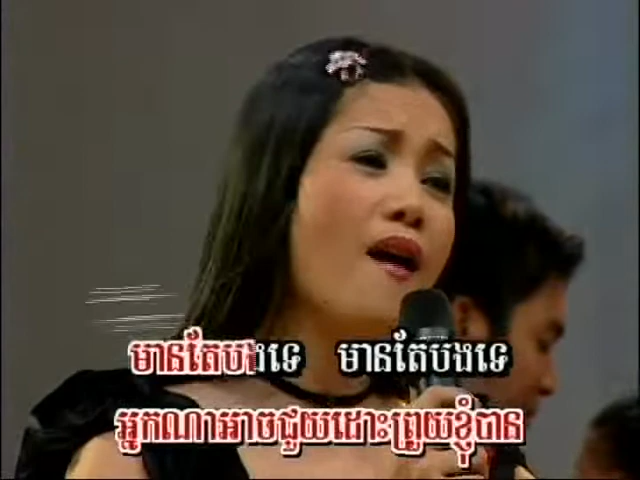 មានតែបងទេ មានតែបងទេ
អ្នកណាអាចជួយដោះព្រួយខ្ញុំបាន